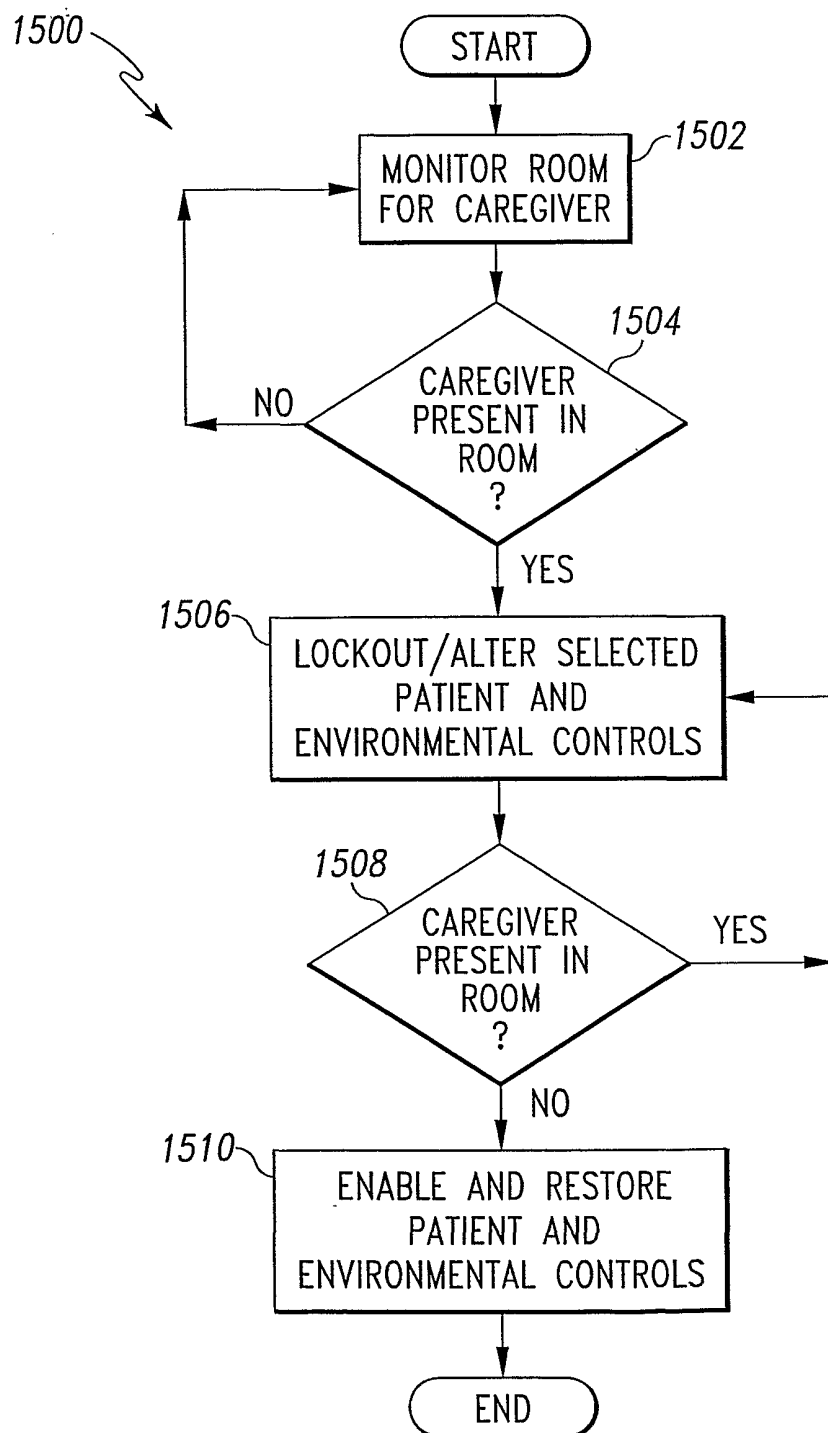 1500
START
1502
MONITOR ROOM
FOR CAREGIVER
1504
CAREGIVER
PRESENT IN
ROOM
?
NO
YES
1506
LOCKOUT/ALTER SELECTED
PATIENT AND
ENVIRONMENTAL CONTROLS
1508
CAREGIVER
PRESENT IN
ROOM
?
YES
NO
1510
ENABLE AND RESTORE
PATIENT AND
ENVIRONMENTAL CONTROLS
END